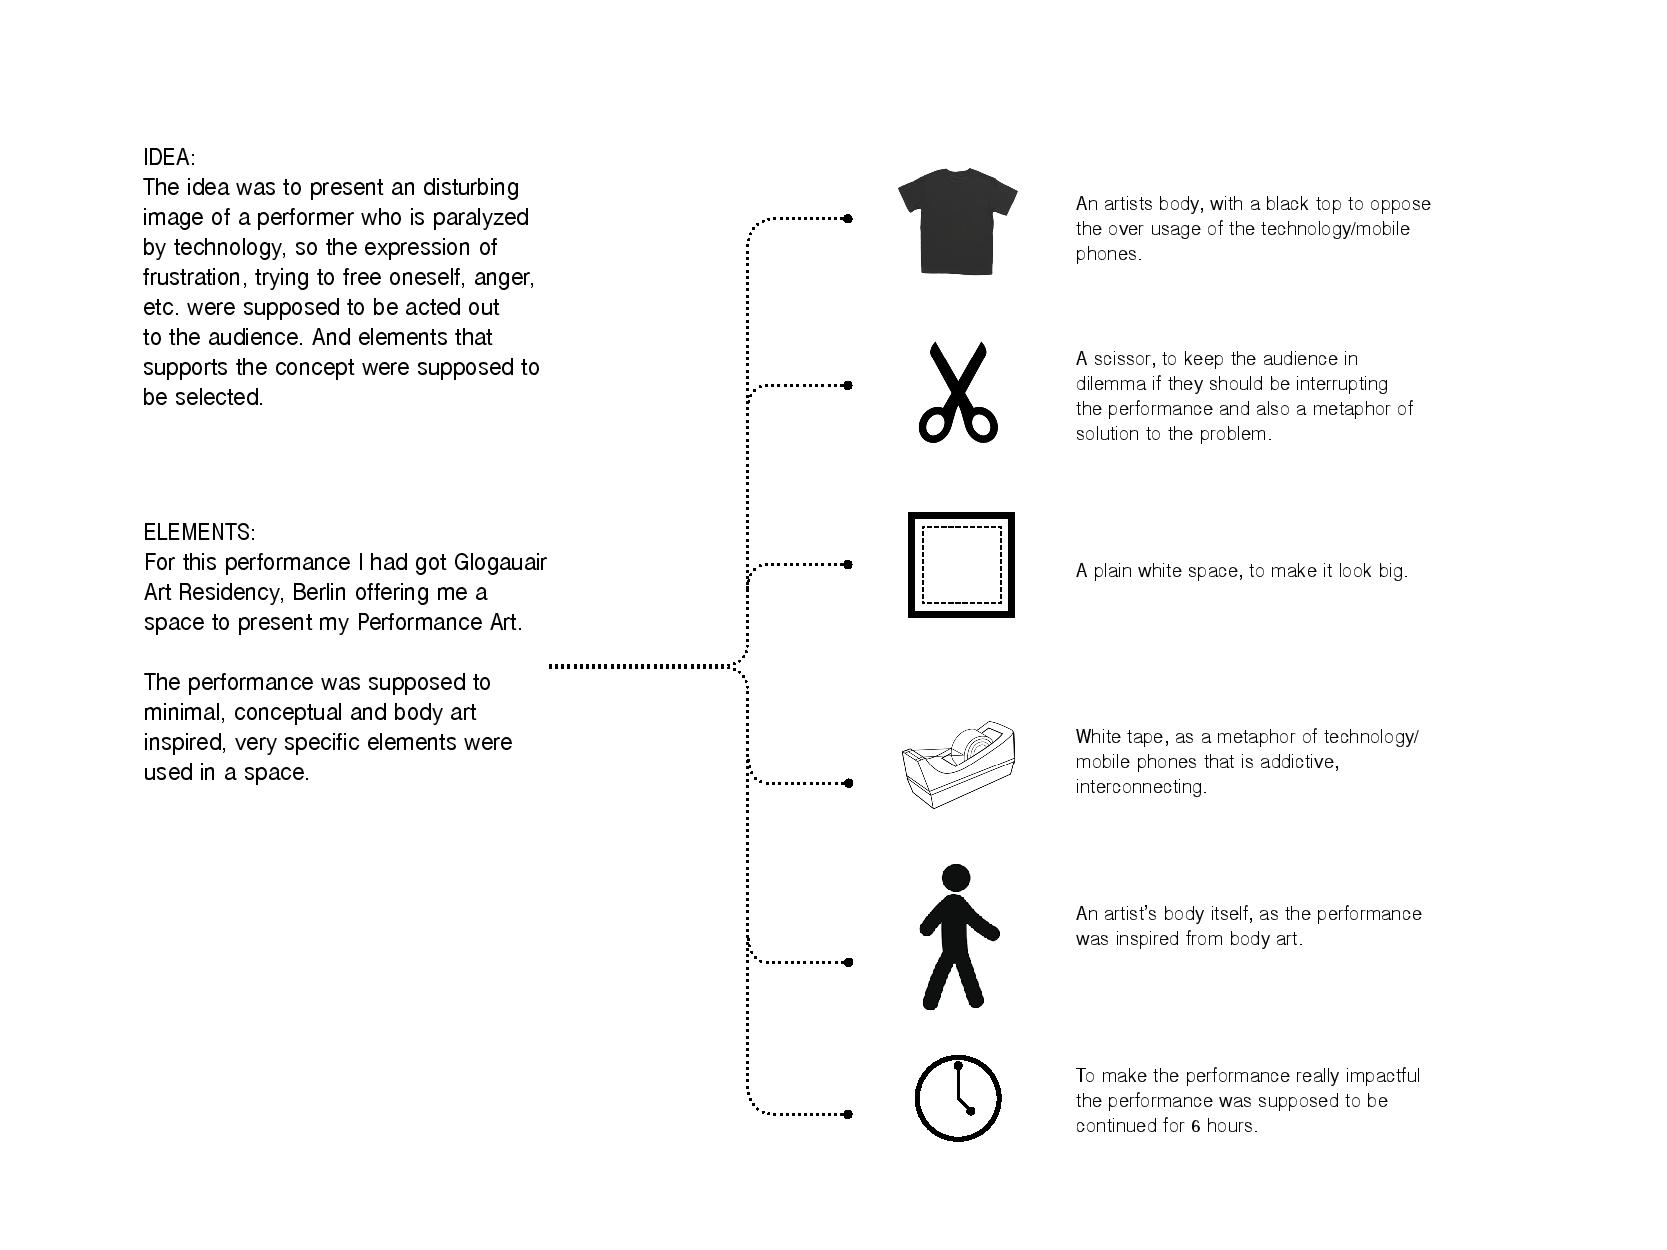 IDEA:
The idea was to present an disturbing
image of a performer who is paralyzed
by technology, so the expression of
frustration, trying to free oneself, anger,
etc. were supposed to be acted out
to the audience. And elements that
supports the concept were supposed to
be selected.
ELEMENTS:
For this performance I had got Glogauair
Art Residency, Berlin offering me a
space to present my Performance Art.
The performance was supposed to
minimal, conceptual and body art
inspired, very specific elements were
used in a space.
An artists body, with a black top to oppose
the over usage of the technology/mobile
phones.
A scissor, to keep the audience in
dilemma if they should be interrupting
the performance and also a metaphor of
solution to the problem.
A plain white space, to make it look big.
White tape, as a metaphor of technology/
mobile phones that is addictive,
interconnecting.
An artist's body itself, as the performance
was inspired from body art.
To make the performance really impactful
the performance was supposed to be
continued for 6 hours.